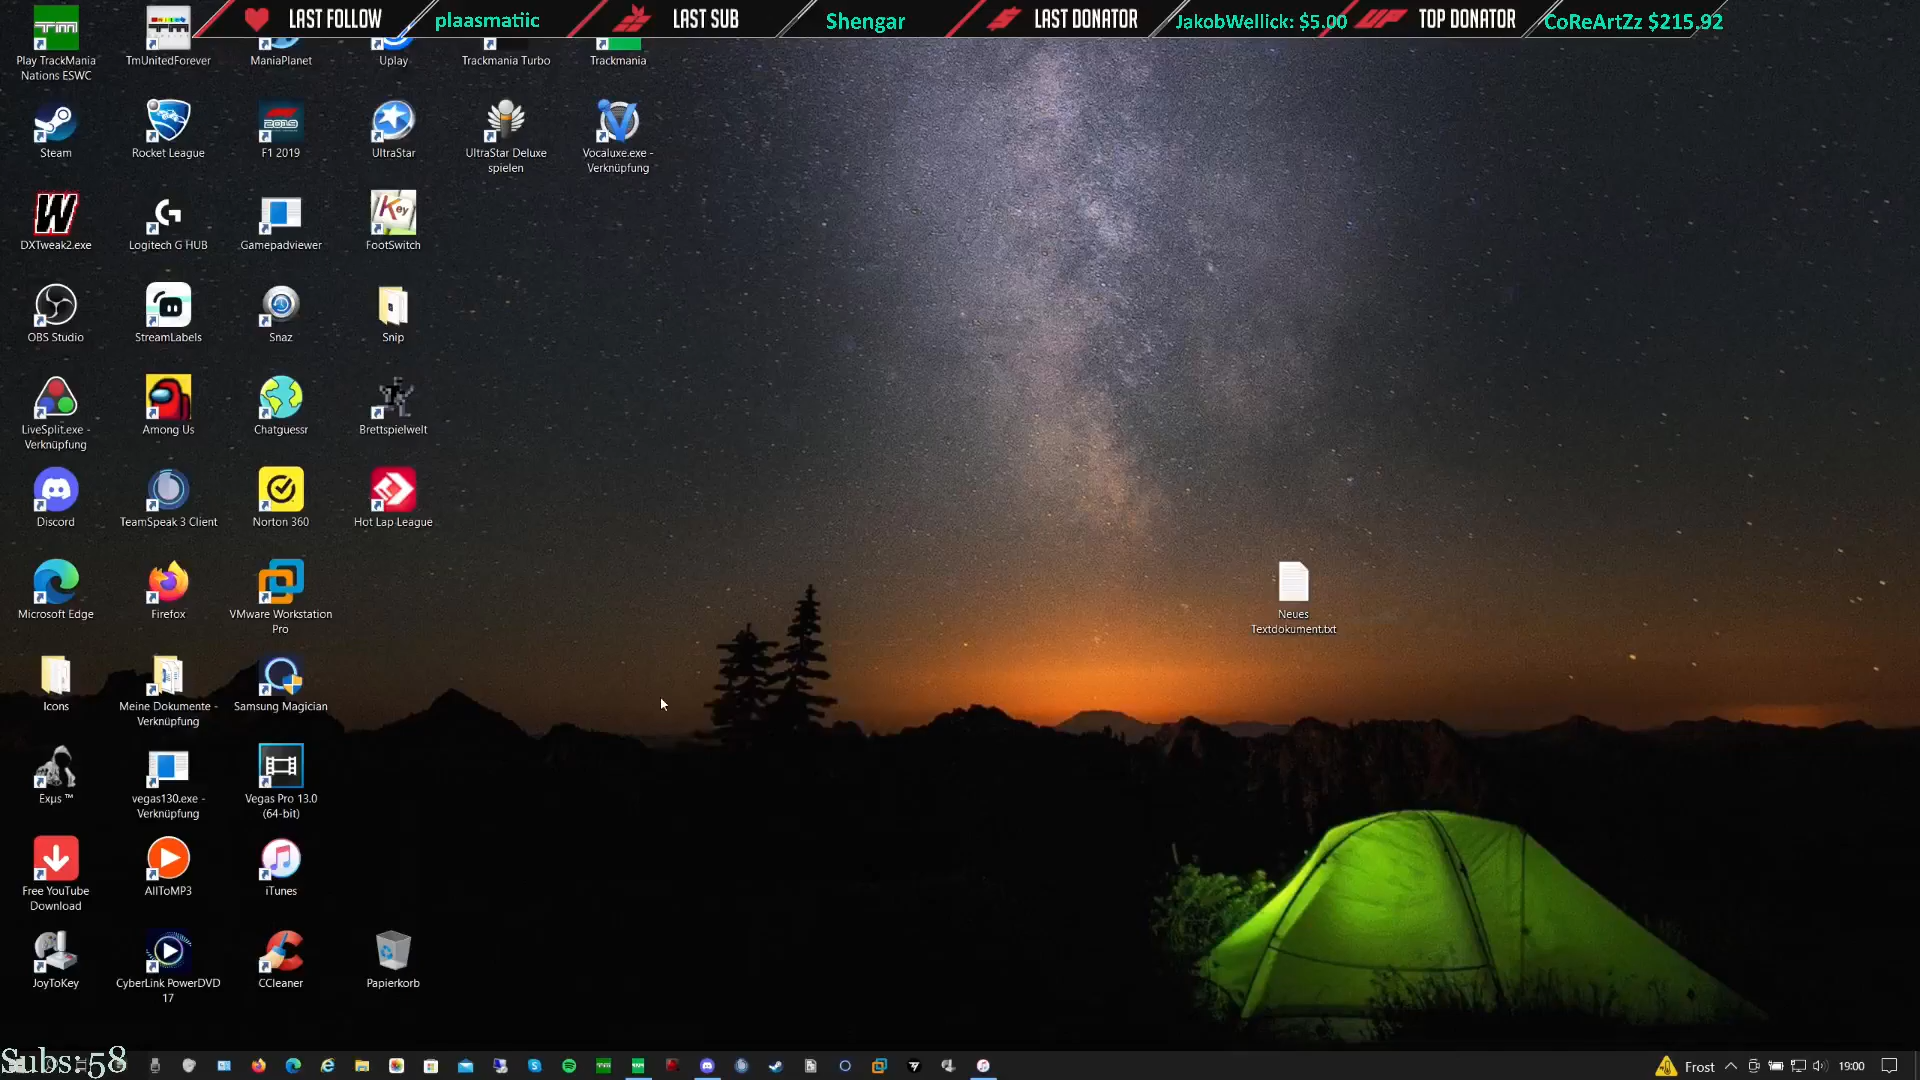 LAST FOLLOW
plaasmatiic
LAST SUB
Shengar
LAST DONATOR
JakobWellick: $5.00
TOP DONATOR
CoReArtZz $215.92
Play TrackMania
Nations ESWC
TmUnitedForever
ManiaPlanet
Uplay
Trackmania Turbo
Trackmania
Steam
Rocket League
F1 2019
UltraStar
UltraStar Deluxe
spielen
Vocaluxe.exe -
Verknüpfung
DXTweak2.exe
Logitech G HUB
Gamepadviewer
Key
FootSwitch
OBS Studio
StreamLabels
Snaz
Snip
LiveSplit.exe -
Verknüpfung
Among Us
Chatguessr
Brettspielwelt
Discord
TeamSpeak 3 Client
Norton 360
Hot Lap League
Microsoft Edge
Firefox
VMware Workstation
Pro
Neues
Textdokument.txt
Icons
Meine Dokumente -
Verknüpfung
Samsung Magician
Exµs ™
vegas130.exe -
Verknüpfung
Vegas Pro 13.0
(64-bit)
Free YouTube
Download
AllToMP3
iTunes
JoyToKey
CyberLink PowerDVD
17
CCleaner
Papierkorb
Subs:58
Frost
19:00